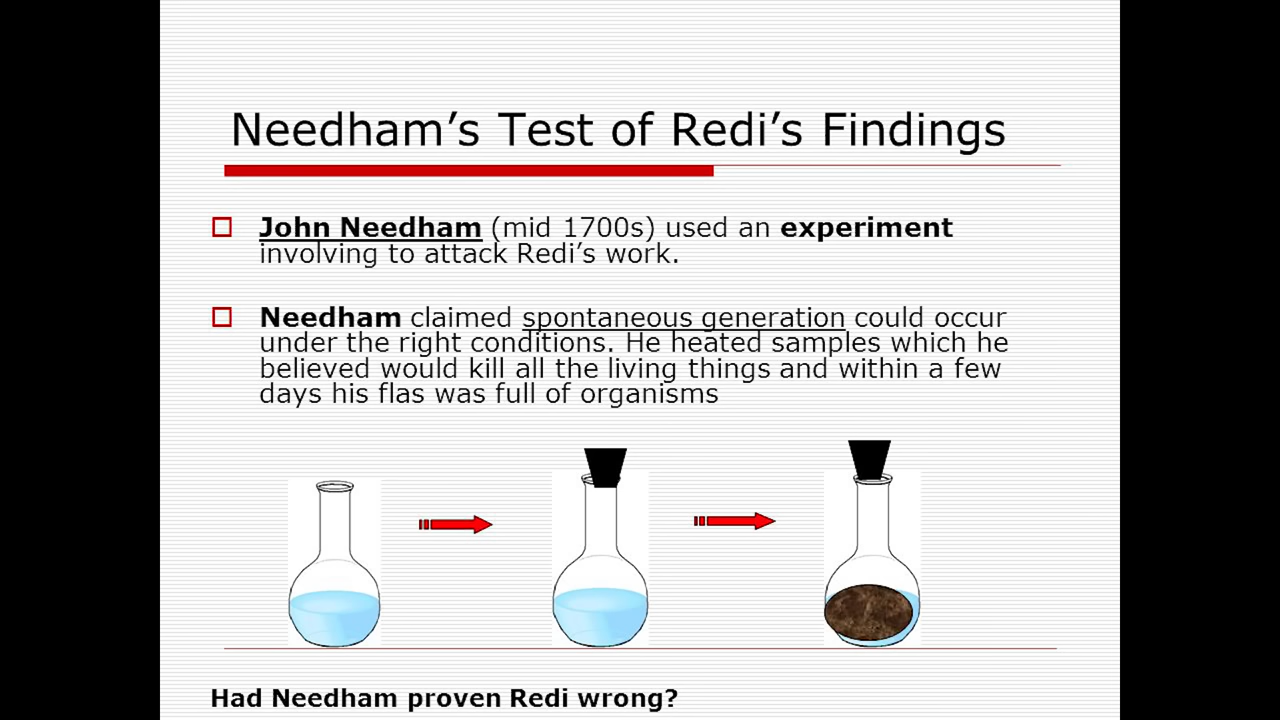 Needham’s Test of Redi’s Findings
John Needham (mid 1700s) used an experiment
involving to attack Redi’s work.
Needham claimed spontaneous generation could occur
under the right conditions. He heated samples which he
believed would kill all the living things and within a few
days his flas was full of organisms
Had Needham proven Redi wrong?